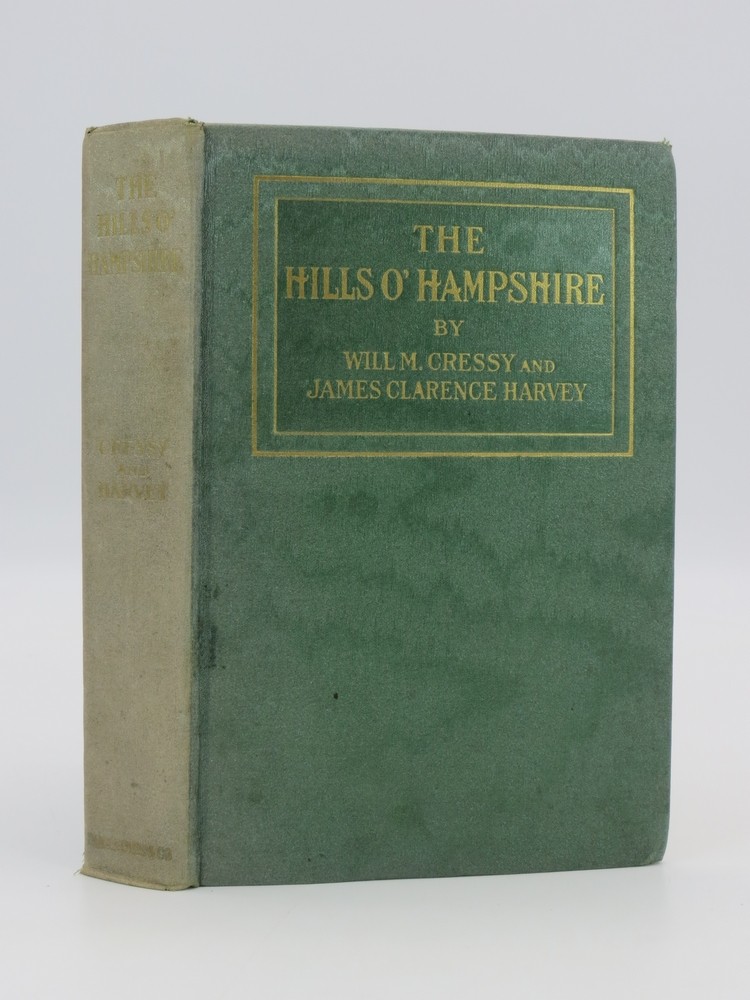 THE
HILLS O'
HAMPSHIRE
CRESSY
AND
HARVEY
THE
HILLS O' HAMPSHIRE
BY
WILL M. CRESSY AND
JAMES CLARENCE HARVEY